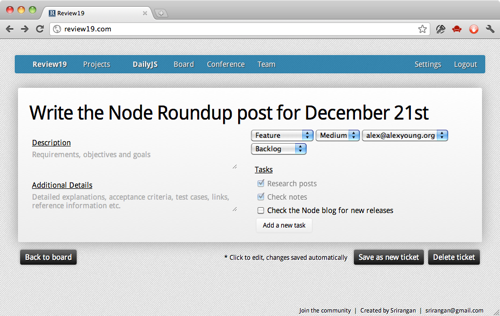 Review19
review19.com
Review19 Projects DailyJS Board Conference Team Settings Logout
Write the Node Roundup post for December 21st
Description
Requirements, objectives and goals
Additional Details
Detailed explanations, acceptance criteria, test cases, links,
reference information etc.
Feature Medium alex@alexyoung.org
Backlog
Tasks
Research posts
Check notes
Check the Node blog for new releases
Add a new task
Back to board * Click to edit, changes saved automatically Save as new ticket Delete ticket
Join the community | Created by Srirangan | srirangan@gmail.com